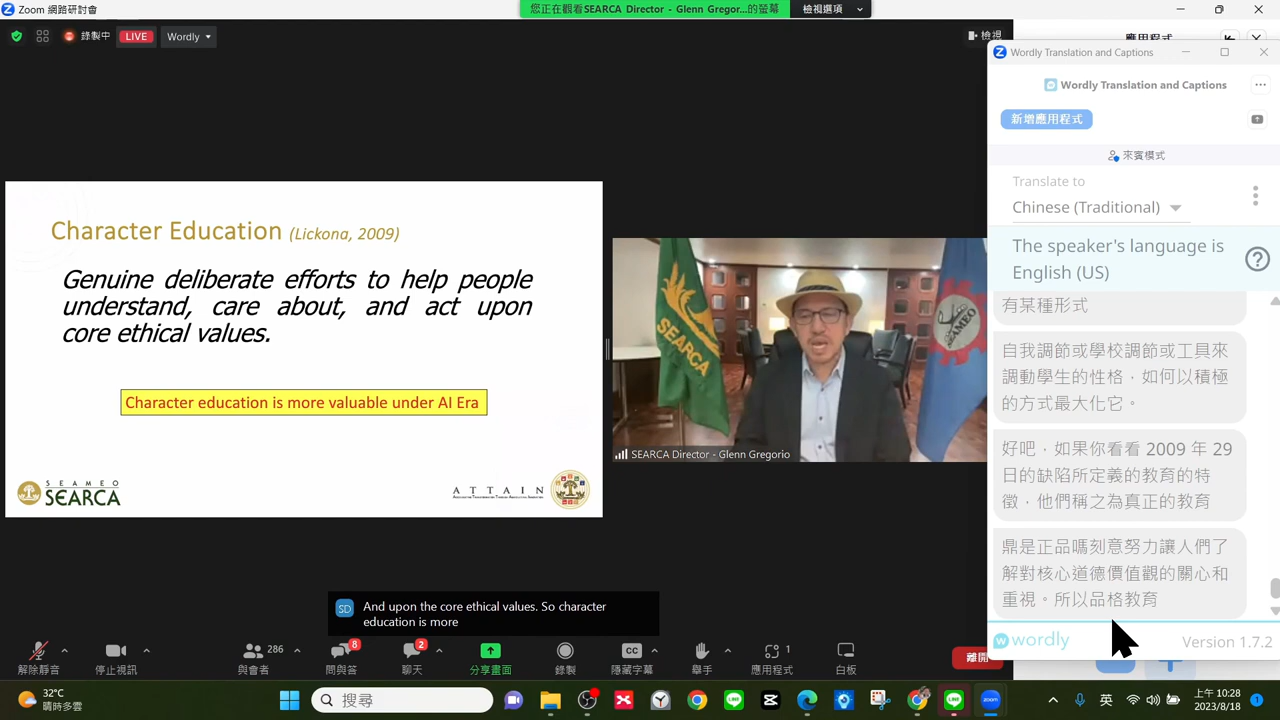 Zoom 網路研討會
您正在觀看SEARCA Director - Glenn Gregor...的螢幕
檢視選項
錄製中
LIVE
Wordly
檢視
應用程式
Wordly Translation and Captions
Wordly Translation and Captions
新增應用程式
來賓模式
Translate to
Chinese (Traditional)
The speaker's language is
English (US)
有某種形式
自我調節或學校調節或工具來
調動學生的性格，如何以積極
的方式最大化它。
好吧，如果你看看 2009 年 29
日的缺陷所定義的教育的特
徵，他們稱之為真正的教育
鼎是正品嗎刻意努力讓人們了
解對核心道德價值觀的關心和
重視。所以品格教育
wordly
Version 1.7.2
Character Education (Lickona, 2009)
Genuine deliberate efforts to help people
understand, care about, and act upon
core ethical values.
Character education is more valuable under AI Era
SEAMEO
SEARCA
ATTAIN
SEARCA
SEAMEO
SEARCA Director - Glenn Gregorio
SD
And upon the core ethical values. So character
education is more
解除靜音
停止視訊
286
與會者
8
問與答
2
聊天
分享畫面
錄製
CC
隱藏字幕
舉手
1
應用程式
白板
離開
32°C
晴時多雲
搜尋
英
上午 10:28
2023/8/18